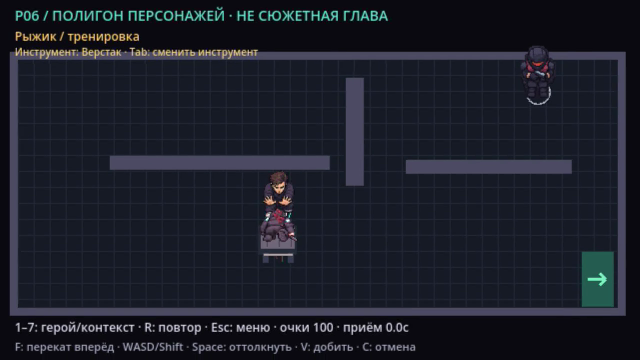 P06 / ПОЛИГОН ПЕРСОНАЖЕЙ · НЕ СЮЖЕТНАЯ ГЛАВА
Рыжик / тренировка
Инструмент: Верстак · Tab: сменить инструмент
1–7: герой/контекст · R: повтор · Esc: меню · очки 100 · приём 0.0с
F: перекат вперёд · WASD/Shift · Space: оттолкнуть · V: добить · C: отмена